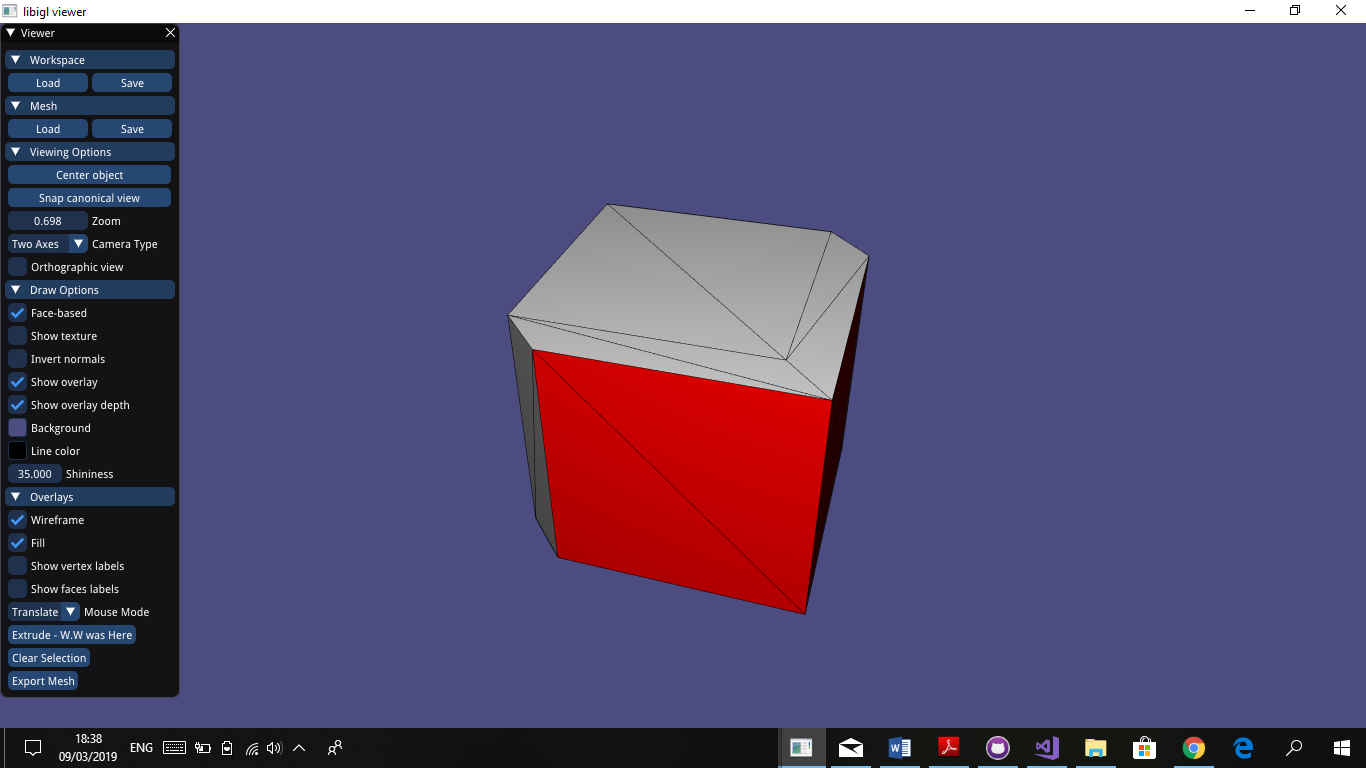 libigl viewer
Viewer
Workspace
Load Save
Mesh
Load Save
Viewing Options
Center object
Snap canonical view
0.698 Zoom
Two Axes Camera Type
Orthographic view
Draw Options
Face-based
Show texture
Invert normals
Show overlay
Show overlay depth
Background
Line color
35.000 Shininess
Overlays
Wireframe
Fill
Show vertex labels
Show faces labels
Translate Mouse Mode
Extrude - W.W was Here
Clear Selection
Export Mesh
18:38
ENG
09/03/2019